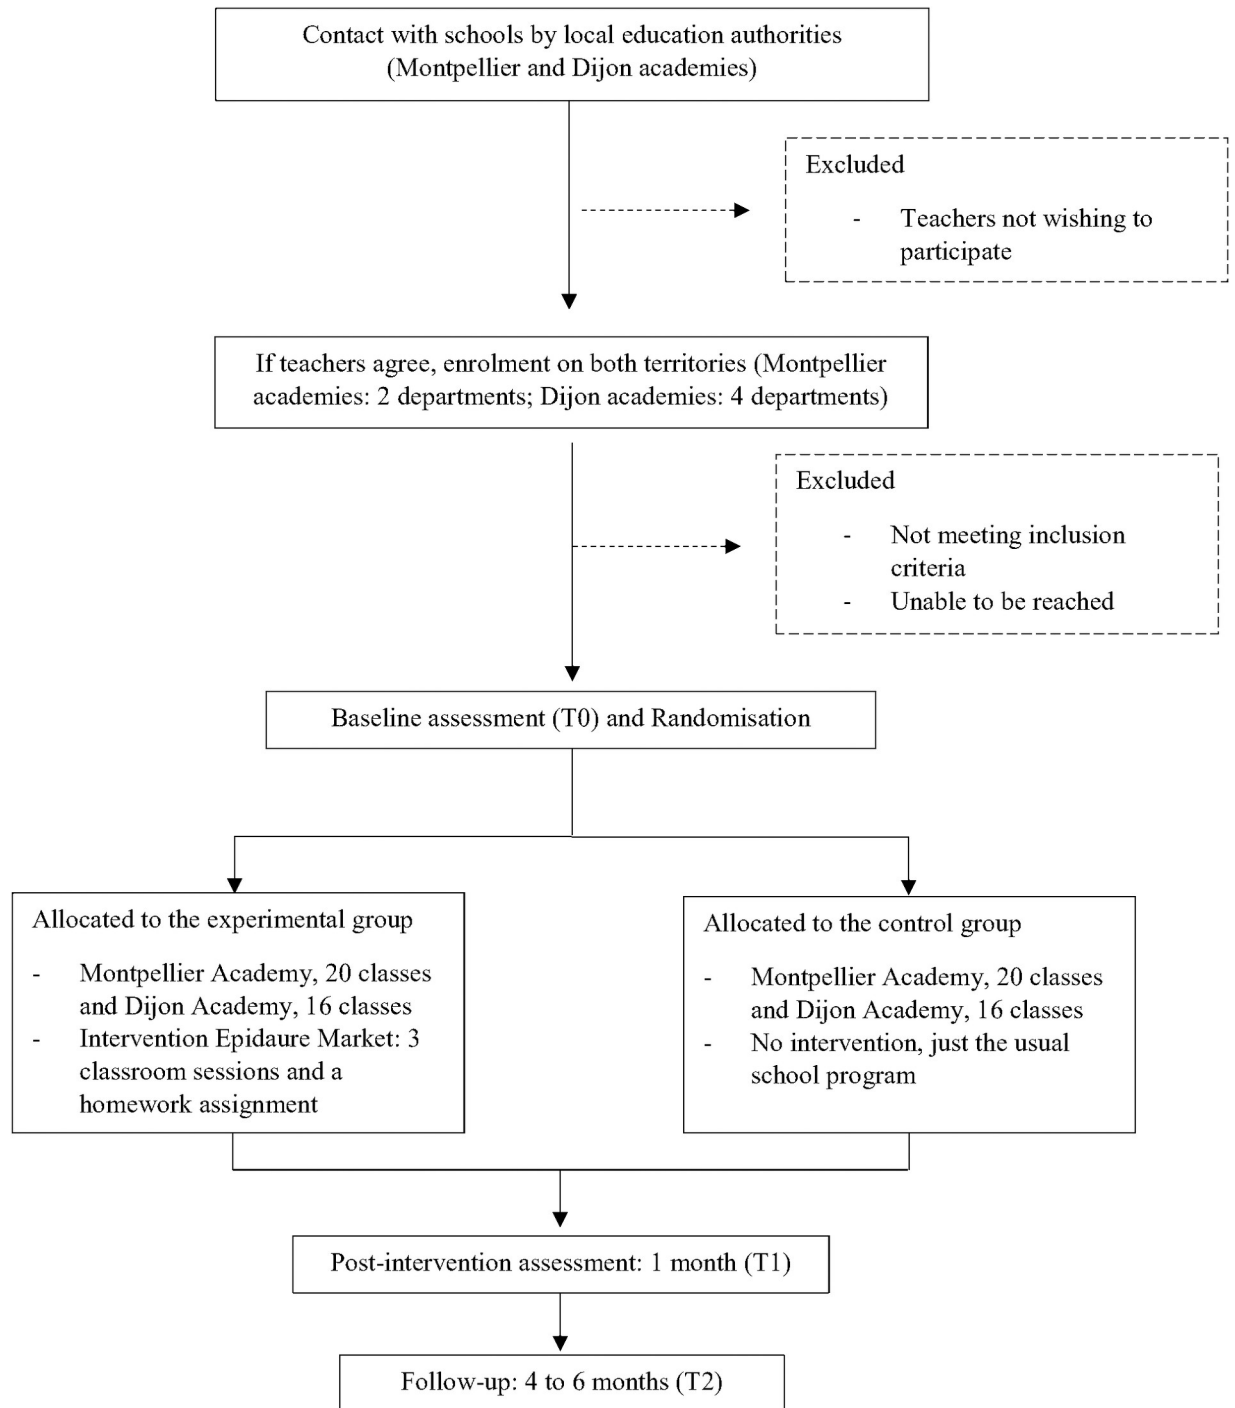 Contact with schools by local education authorities
(Montpellier and Dijon academies)
Excluded
- Teachers not wishing to
participate
If teachers agree, enrolment on both territories (Montpellier
academies: 2 departments; Dijon academies: 4 departments)
Excluded
- Not meeting inclusion
criteria
- Unable to be reached
Baseline assessment (T0) and Randomisation
Allocated to the experimental group
- Montpellier Academy, 20 classes
and Dijon Academy, 16 classes
- Intervention Epidaure Market: 3
classroom sessions and a
homework assignment
Allocated to the control group
- Montpellier Academy, 20 classes
and Dijon Academy, 16 classes
- No intervention, just the usual
school program
Post-intervention assessment: 1 month (T1)
Follow-up: 4 to 6 months (T2)